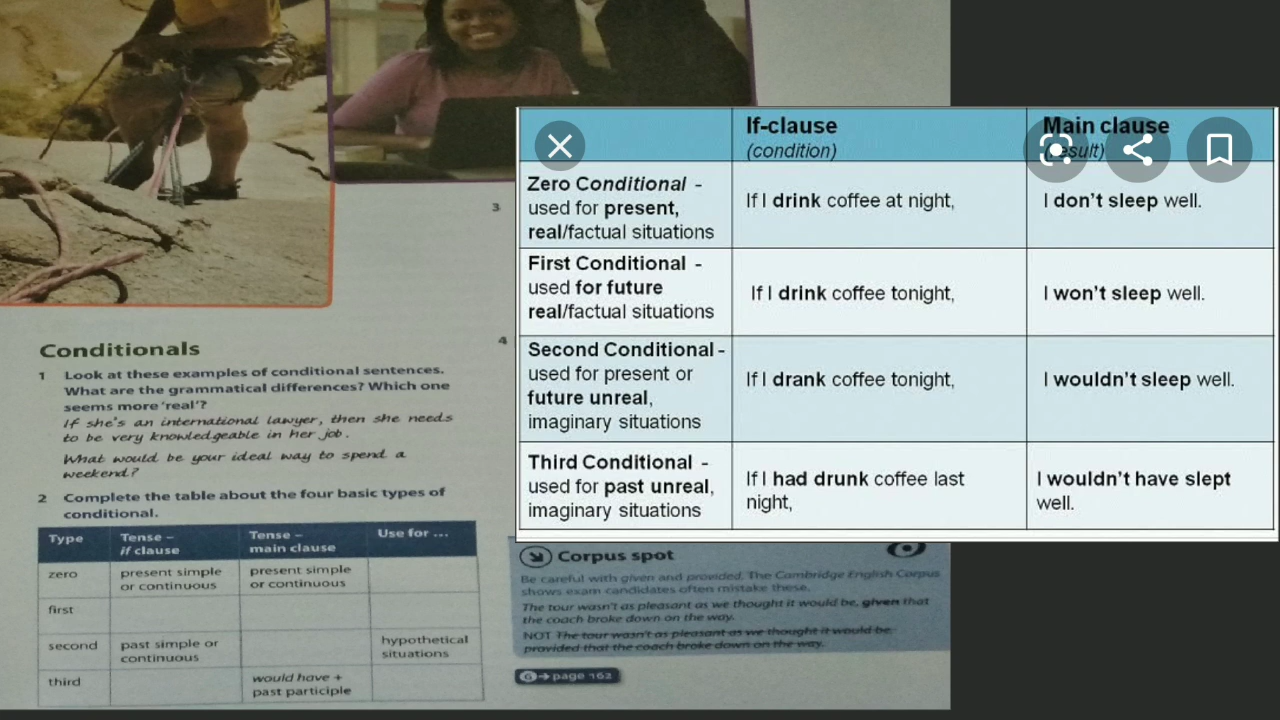 3
4
Conditionals
1 Look at these examples of conditional sentences.
What are the grammatical differences? Which one
seems more 'real'?
If she's an international lawyer, then she needs
to be very knowledgeable in her job.
What would be your ideal way to spend a
weekend?
2 Complete the table about the four basic types of
conditional.
Type Tense – if clause Tense – main clause Use for ...
zero present simple or continuous present simple or continuous
first
second past simple or continuous hypothetical situations
third would have + past participle
If-clause
(condition)
Main clause
Zero Conditional -
used for present,
real/factual situations
If I drink coffee at night,
I don't sleep well.
First Conditional -
used for future
real/factual situations
If I drink coffee tonight,
I won't sleep well.
Second Conditional -
used for present or
future unreal,
imaginary situations
If I drank coffee tonight,
I wouldn't sleep well.
Third Conditional -
used for past unreal,
imaginary situations
If I had drunk coffee last
night,
I wouldn't have slept
well.
Corpus spot
Be careful with given and provided. The Cambridge English Corpus
shows exam candidates often mistake these.
The tour wasn't as pleasant as we thought it would be, given that
the coach broke down on the way.
NOT The tour wasn't as pleasant as we thought it would be
provided that the coach broke down on the way.
G → page 162